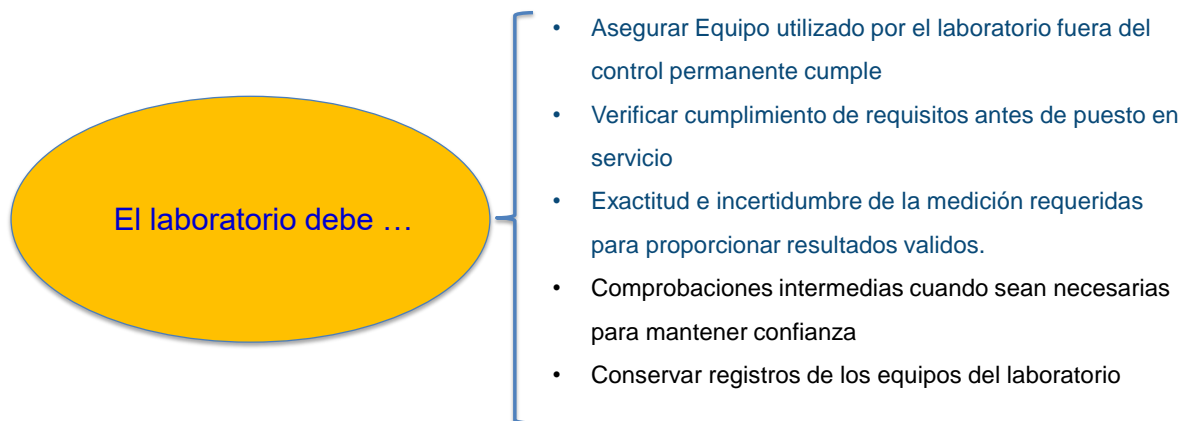 El laboratorio debe …
• Asegurar Equipo utilizado por el laboratorio fuera del
control permanente cumple
• Verificar cumplimiento de requisitos antes de puesto en
servicio
• Exactitud e incertidumbre de la medición requeridas
para proporcionar resultados validos.
• Comprobaciones intermedias cuando sean necesarias
para mantener confianza
• Conservar registros de los equipos del laboratorio